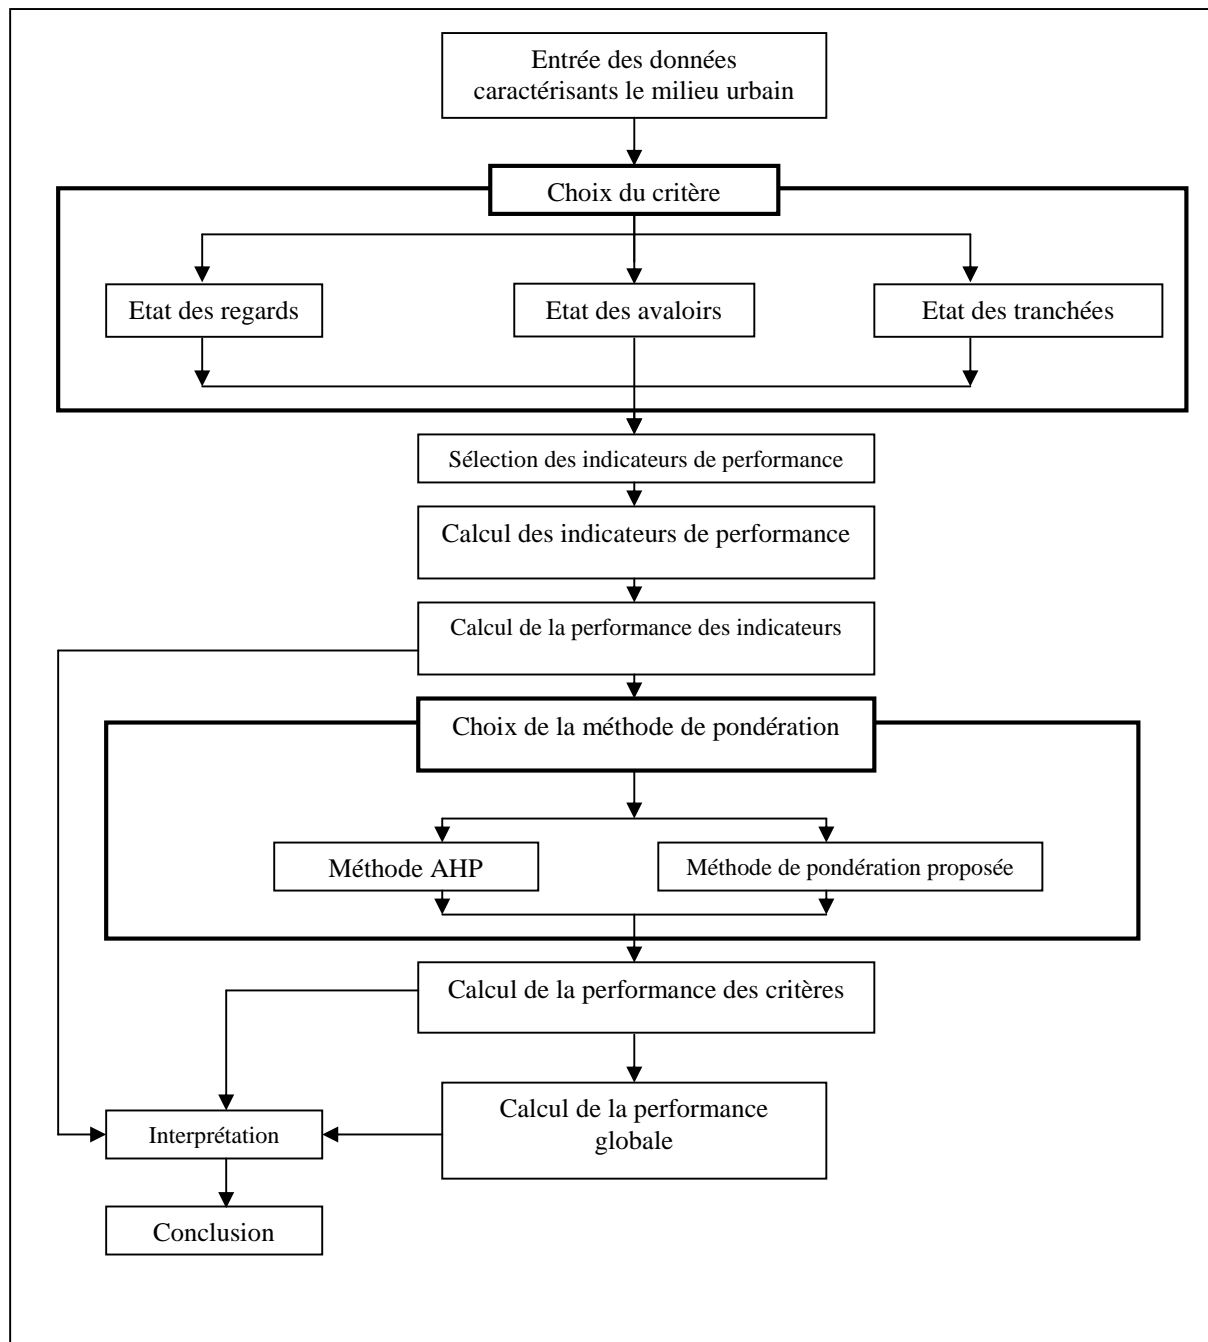 Entrée des données
caractérisants le milieu urbain
Choix du critère
Etat des regards
Etat des avaloirs
Etat des tranchées
Sélection des indicateurs de performance
Calcul des indicateurs de performance
Calcul de la performance des indicateurs
Choix de la méthode de pondération
Méthode AHP
Méthode de pondération proposée
Calcul de la performance des critères
Calcul de la performance
globale
Interprétation
Conclusion